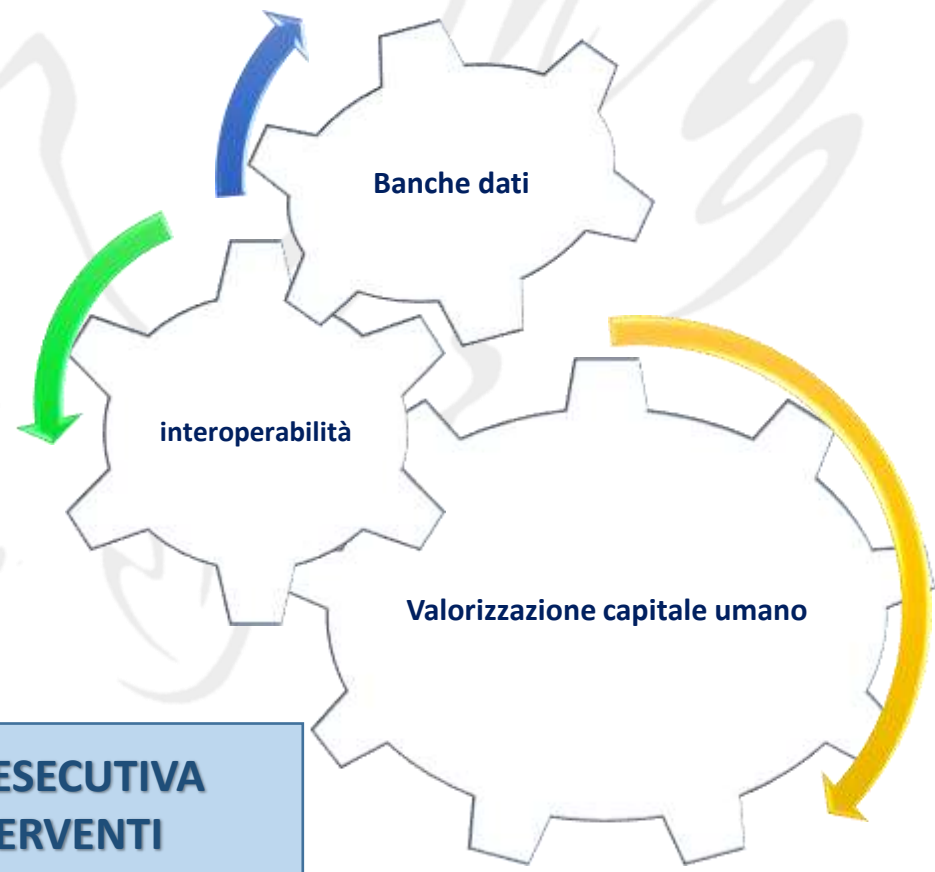 Banche dati
interoperabilità
Valorizzazione capitale umano
ESECUTIVA
ERVENTI